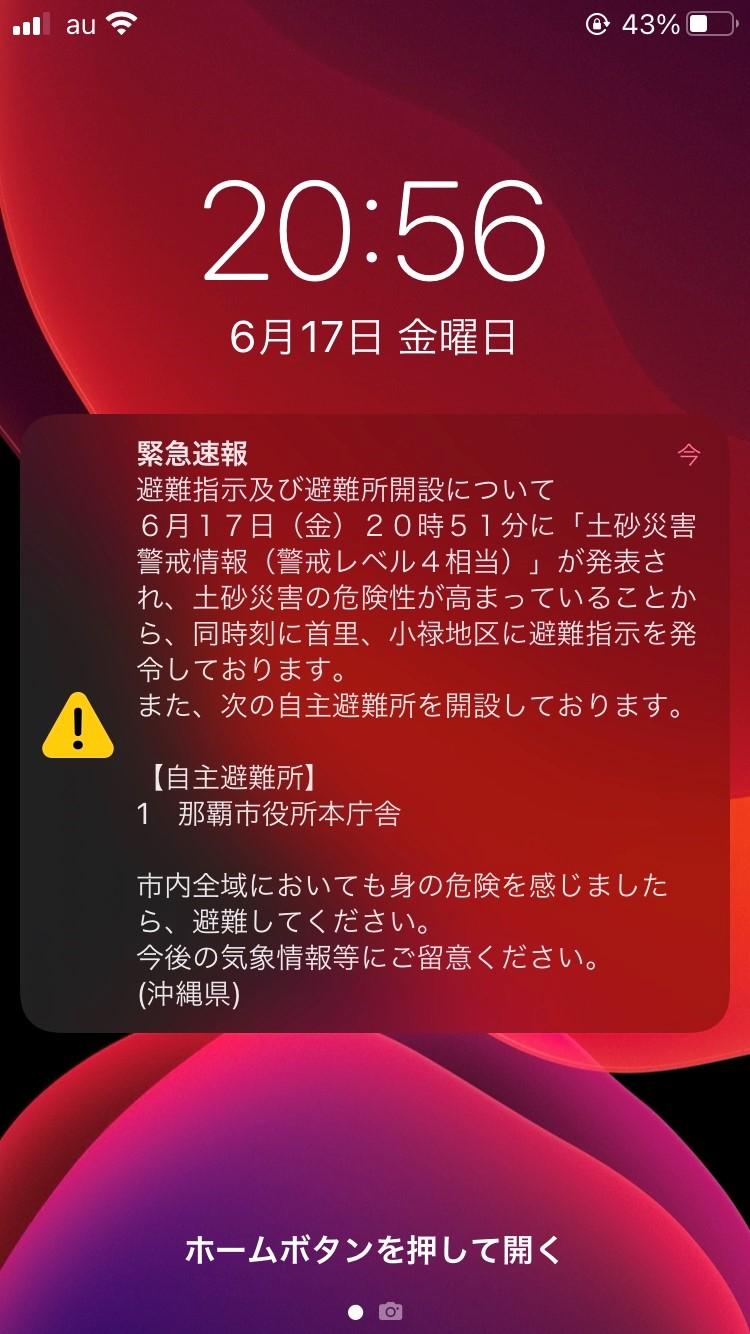 au 43%
20:56
6月17日 金曜日
緊急速報 今
避難指示及び避難所開設について
６月１７日（金）２０時５１分に「土砂災害
警戒情報（警戒レベル４相当）」が発表さ
れ、土砂災害の危険性が高まっていることか
ら、同時刻に首里、小禄地区に避難指示を発
令しております。
また、次の自主避難所を開設しております。
【自主避難所】
1　那覇市役所本庁舎
市内全域においても身の危険を感じました
ら、避難してください。
今後の気象情報等にご留意ください。
(沖縄県)
ホームボタンを押して開く